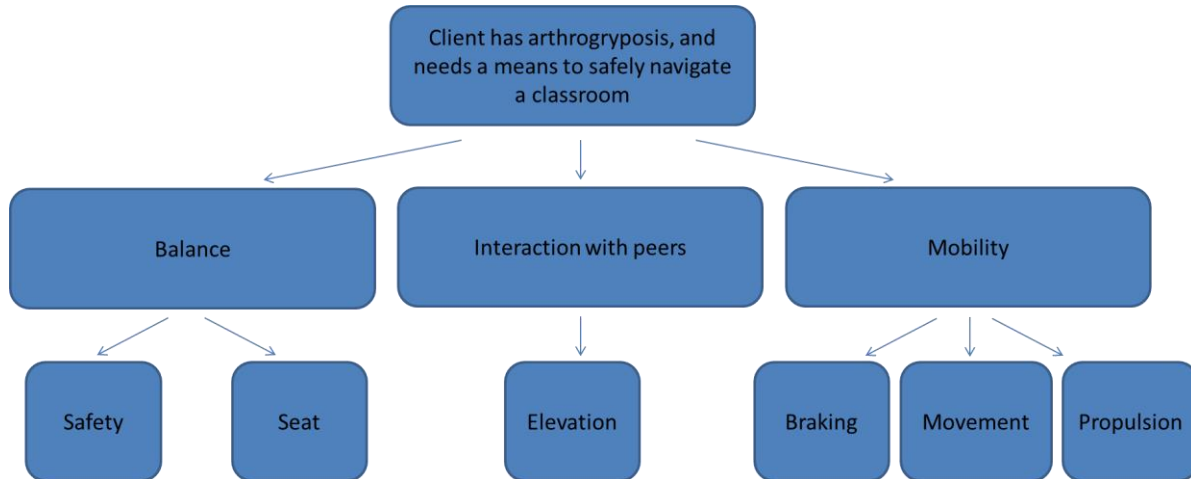 Client has arthrogryposis, and
needs a means to safely navigate
a classroom
Balance
Interaction with peers
Mobility
Safety
Seat
Elevation
Braking
Movement
Propulsion